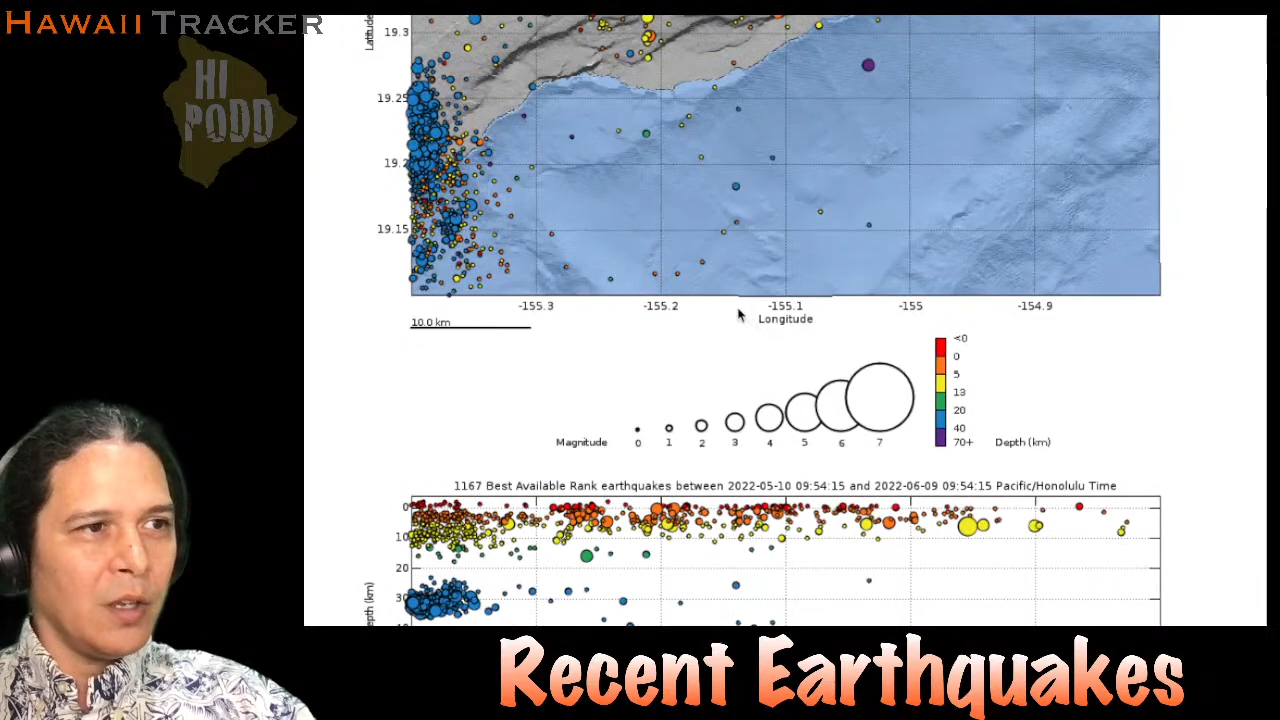 HAWAII TRACKER
HI
PODD
Latitude
19.3
19.25
19.2
19.15
-155.3 -155.2 -155.1 -155 -154.9
10.0 km
Longitude
<0
0
5
13
20
40
70+
Magnitude 0 1 2 3 4 5 6 7 Depth (km)
1167 Best Available Rank earthquakes between 2022-05-10 09:54:15 and 2022-06-09 09:54:15 Pacific/Honolulu Time
0
10
20
30
Recent Earthquakes